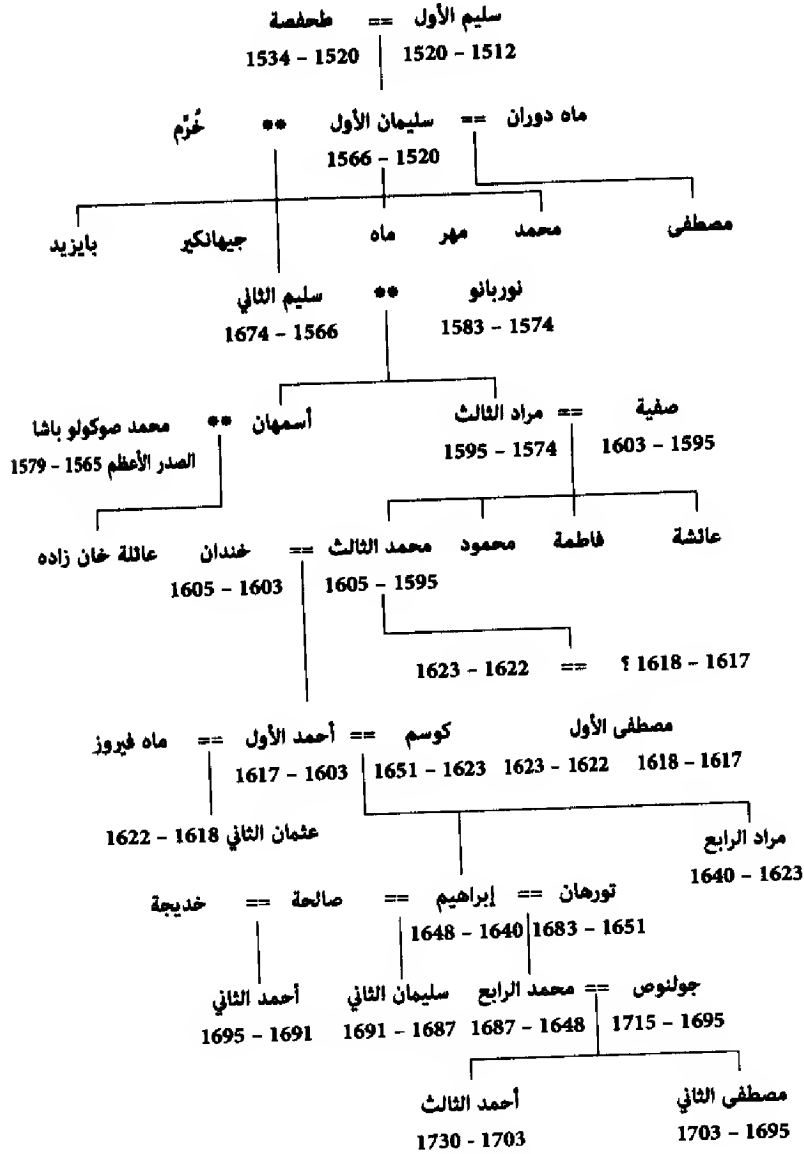 سليم الأول == طحفصة
1512 – 1520 1520 – 1534
ماه دوران == سليمان الأول ** خُرَّم
1520 – 1566
مصطفى محمد مهر ماه جيهانكير بايزيد
نوربانو ** سليم الثاني
1574 – 1583 1566 – 1674
صفية == مراد الثالث أسمهان ** محمد صوكولو باشا
1595 – 1603 1574 – 1595 الصدر الأعظم 1565 – 1579
عائشة فاطمة محمود محمد الثالث == خندان عائلة خان زاده
1595 – 1605 1603 – 1605
1617 – 1618 ؟ == 1622 – 1623
مصطفى الأول كوسم == أحمد الأول == ماه فيروز
1617 – 1618 1622 – 1623 1623 – 1651 1603 – 1617
مراد الرابع عثمان الثاني 1618 – 1622
1623 – 1640
تورهان == إبراهيم == صالحة == خديجة
1651 – 1683 1640 – 1648
جولنوص == محمد الرابع سليمان الثاني أحمد الثاني
1695 – 1715 1648 – 1687 1687 – 1691 1691 – 1695
مصطفى الثاني أحمد الثالث
1695 – 1703 1703 - 1730